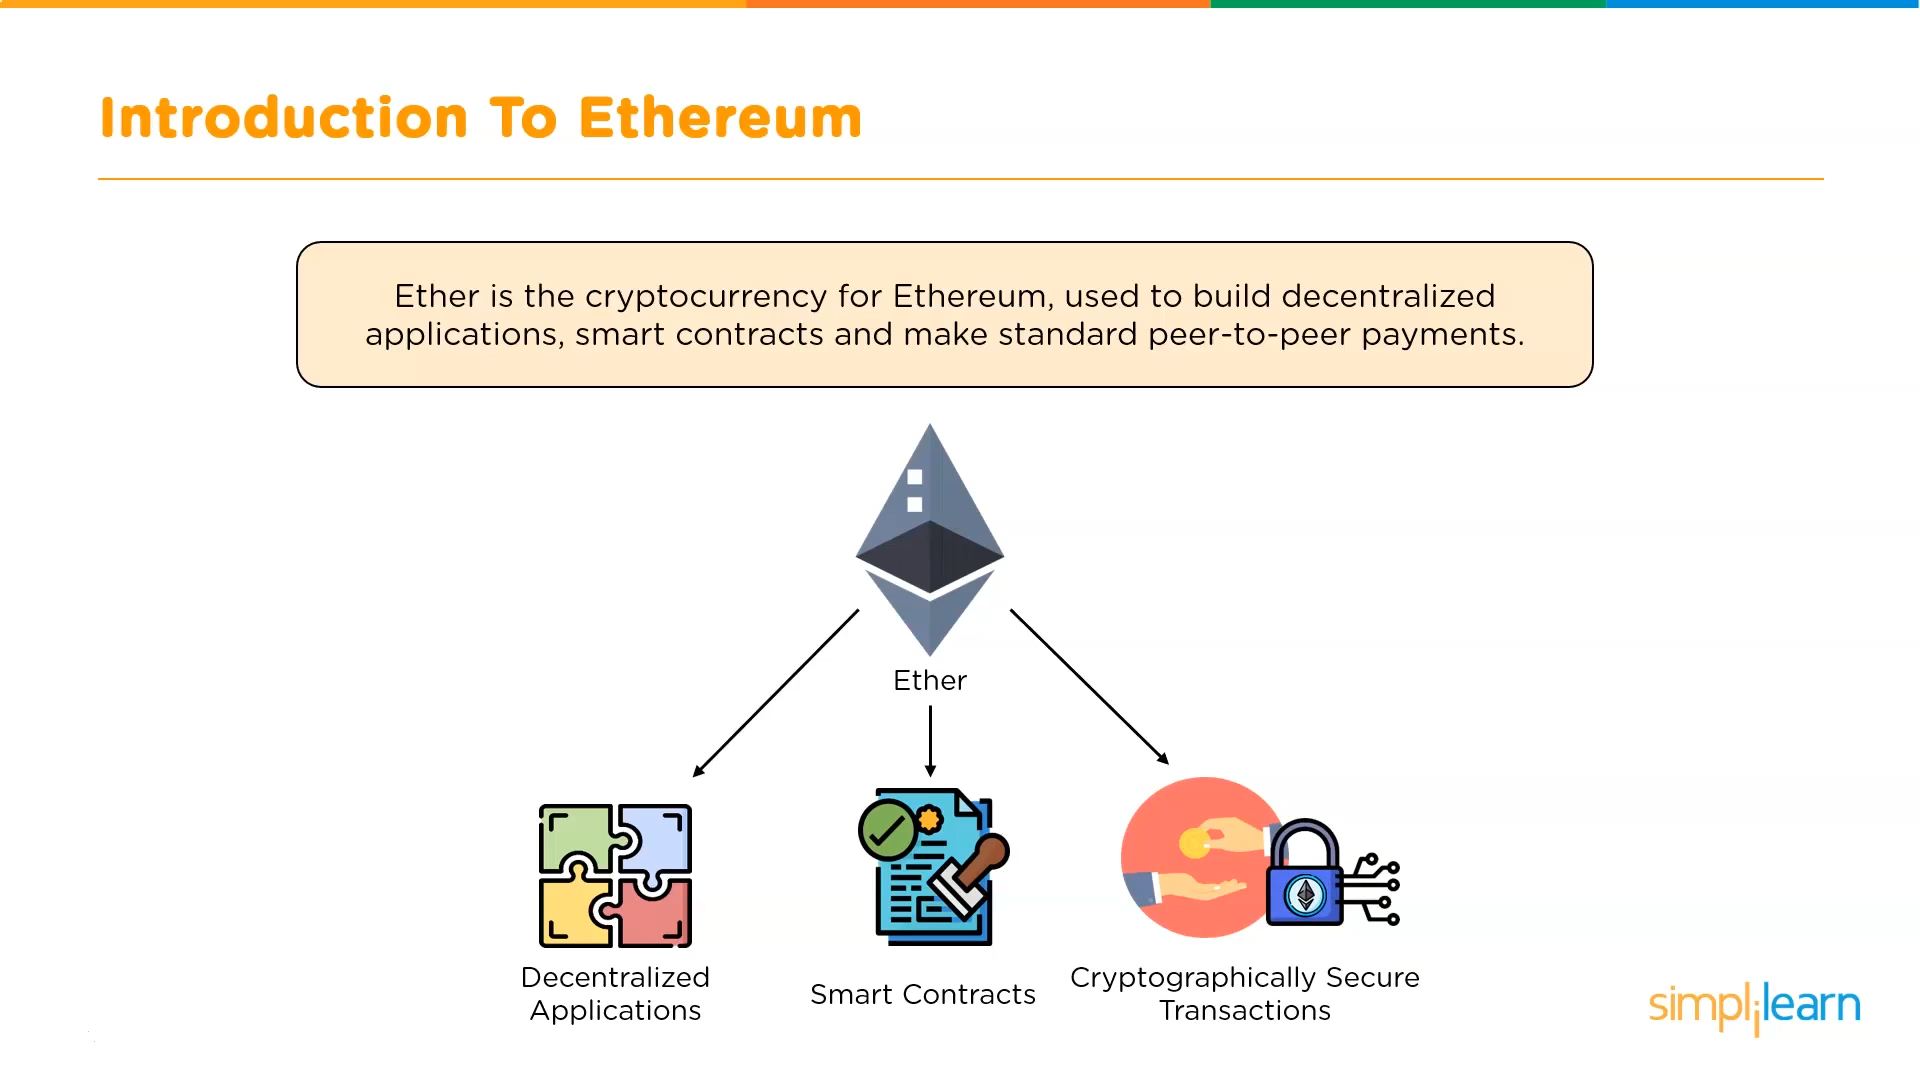 Introduction To Ethereum
Ether is the cryptocurrency for Ethereum, used to build decentralized
applications, smart contracts and make standard peer-to-peer payments.
Ether
Decentralized
Applications
Smart Contracts
Cryptographically Secure
Transactions
simplilearn